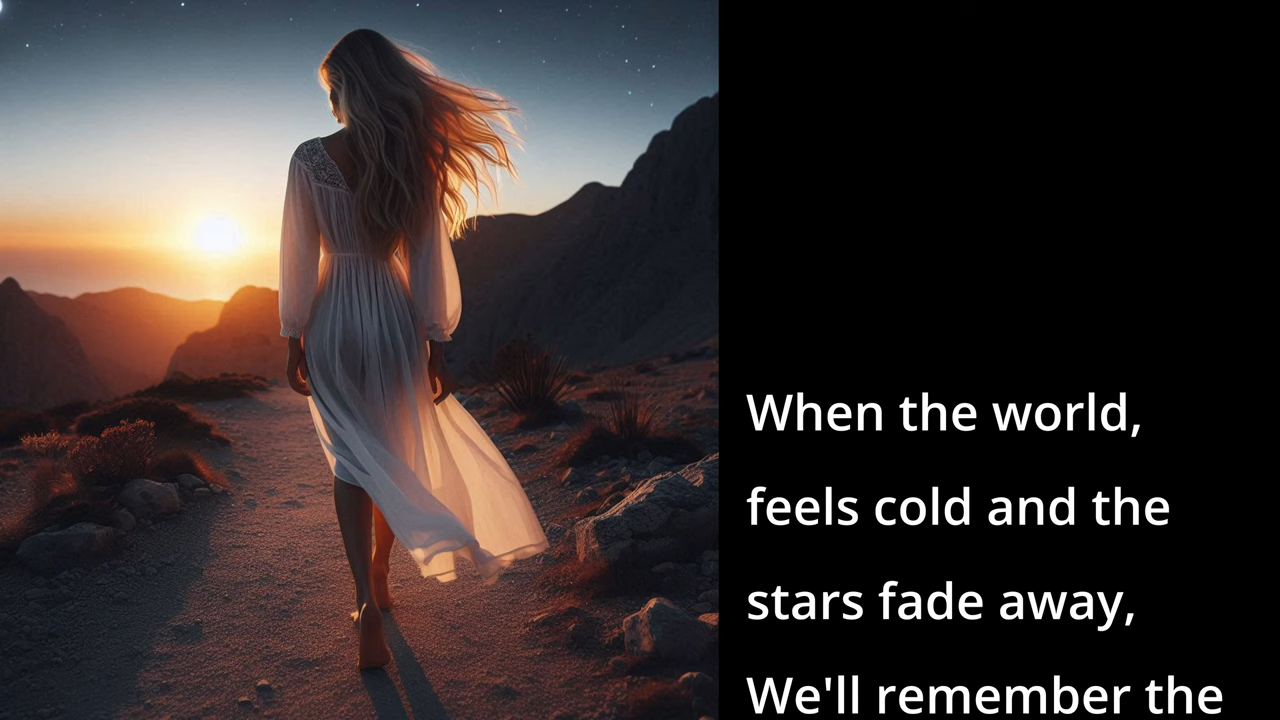 When the world,
feels cold and the
stars fade away,
We'll remember the